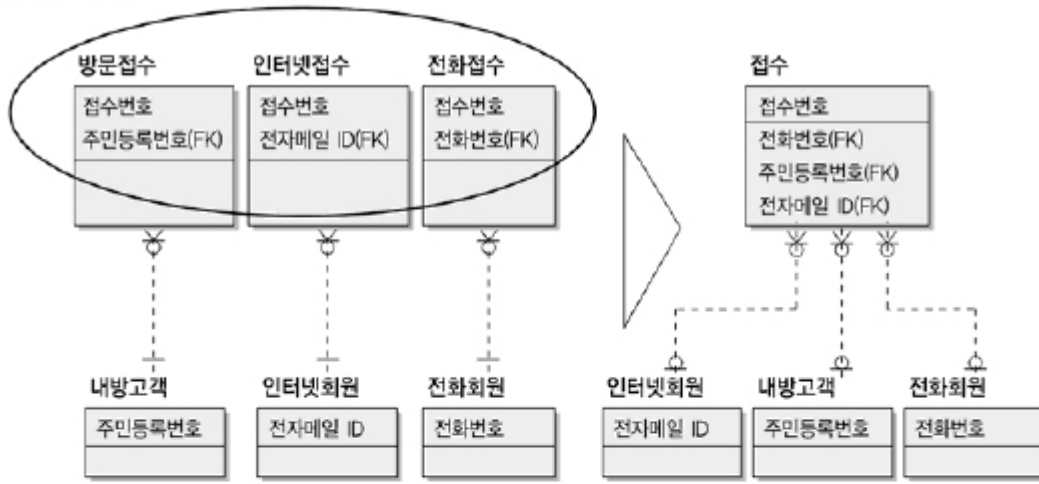 방문접수
접수번호
주민등록번호(FK)
인터넷접수
접수번호
전자메일 ID(FK)
전화접수
접수번호
전화번호(FK)
내방고객
주민등록번호
인터넷회원
전자메일 ID
전화회원
전화번호
접수
접수번호
전화번호(FK)
주민등록번호(FK)
전자메일 ID(FK)
인터넷회원
전자메일 ID
내방고객
주민등록번호
전화회원
전화번호